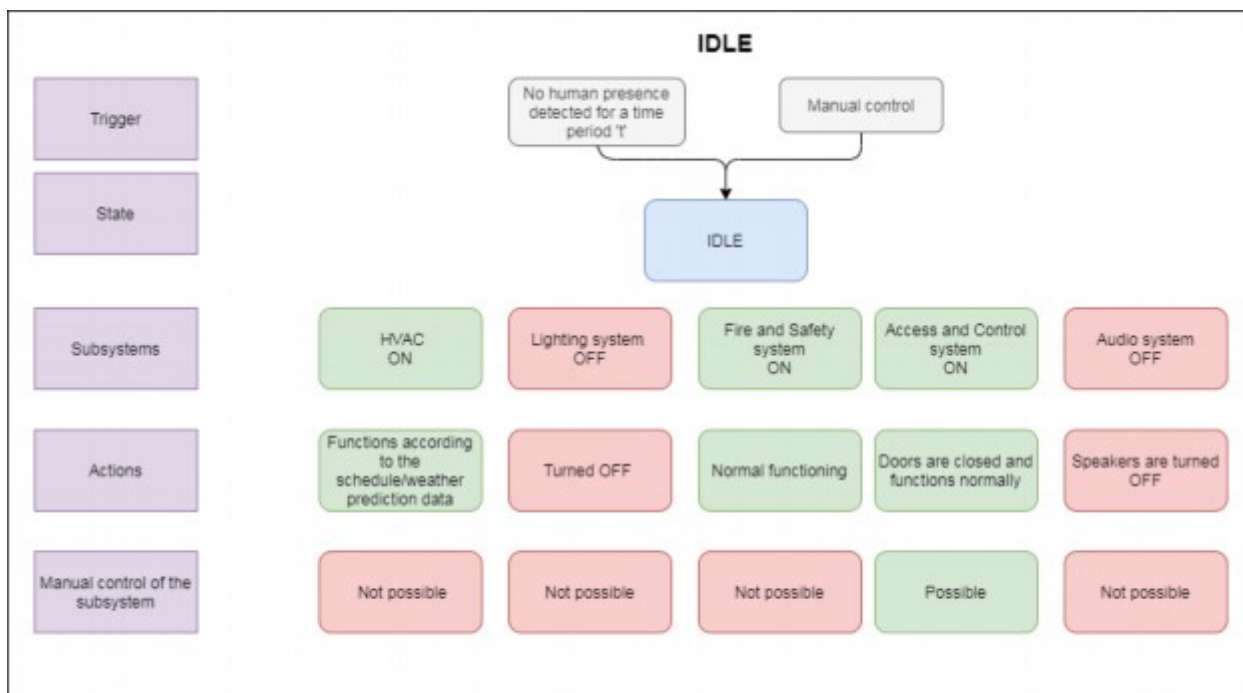 IDLE
Trigger
No human presence
detected for a time
period 't'
Manual control
State
IDLE
Subsystems
HVAC
ON
Lighting system
OFF
Fire and Safety
system
ON
Access and Control
system
ON
Audio system
OFF
Actions
Functions according
to the
schedule/weather
prediction data
Turned OFF
Normal functioning
Doors are closed and
functions normally
Speakers are turned
OFF
Manual control of the
subsystem
Not possible
Not possible
Not possible
Possible
Not possible